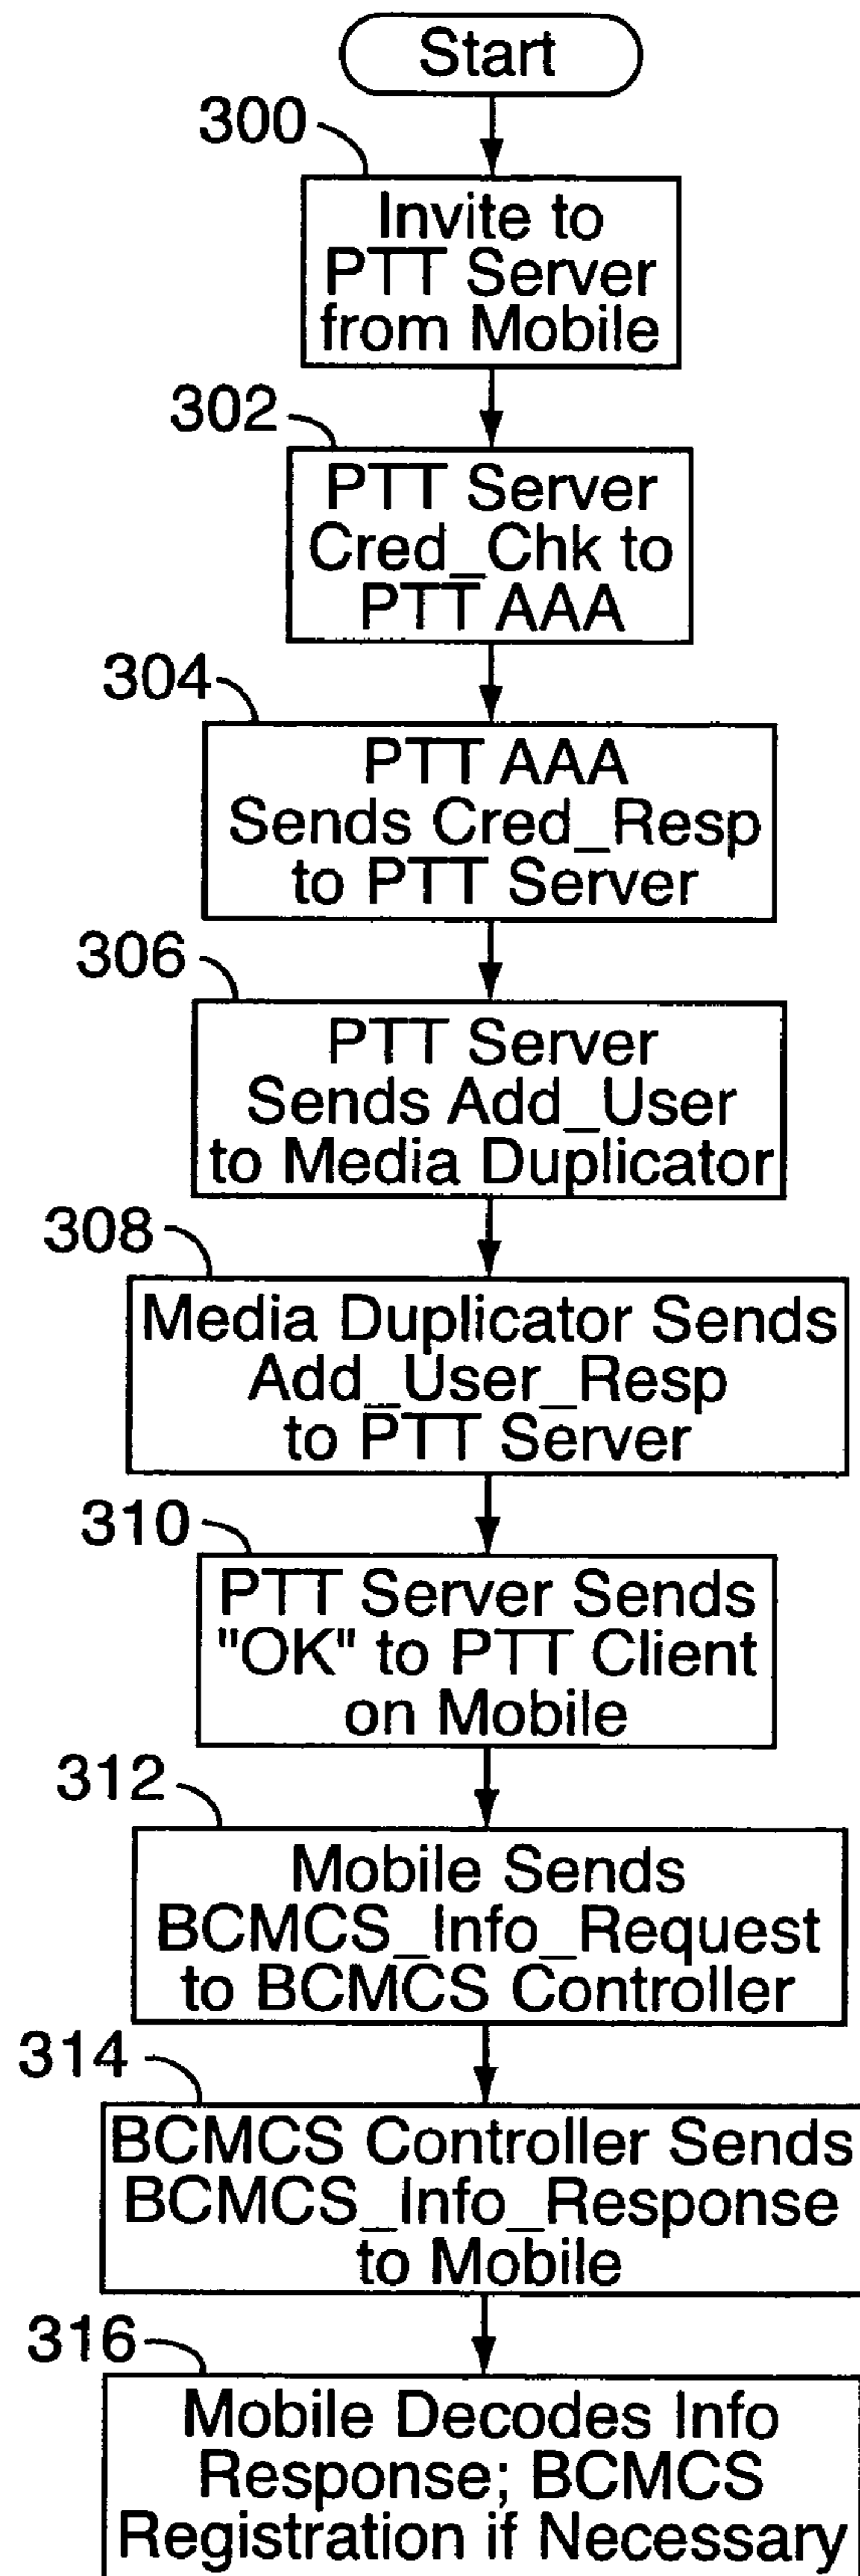 Start
300
Invite to
PTT Server
from Mobile
302
PTT Server
Cred_Chk to
PTT AAA
304
PTT AAA
Sends Cred_Resp
to PTT Server
306
PTT Server
Sends Add_User
to Media Duplicator
308
Media Duplicator Sends
Add_User_Resp
to PTT Server
310
PTT Server Sends
"OK" to PTT Client
on Mobile
312
Mobile Sends
BCMCS_Info_Request
to BCMCS Controller
314
BCMCS Controller Sends
BCMCS_Info_Response
to Mobile
316
Mobile Decodes Info
Response; BCMCS
Registration if Necessary